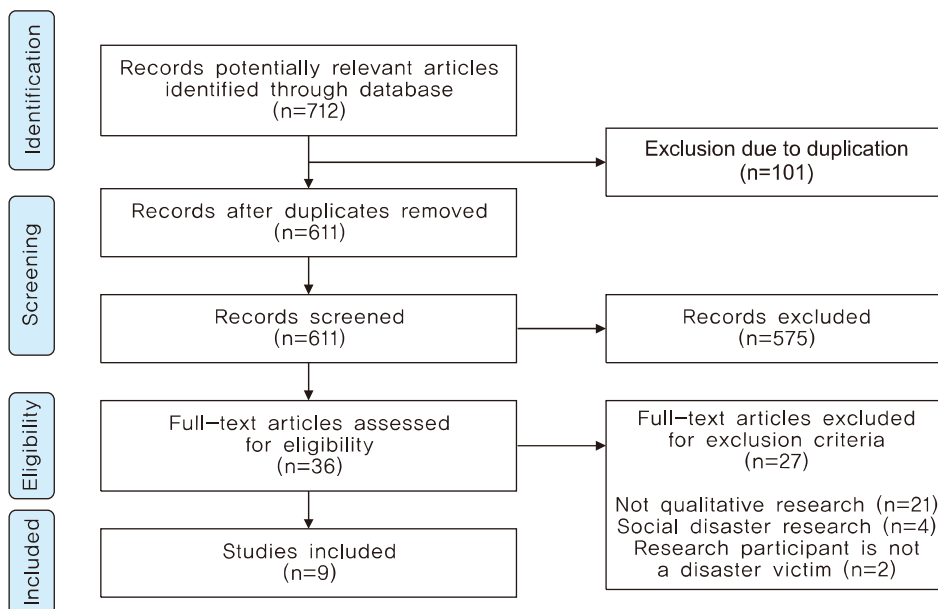 Identification
Records potentially relevant articles
identified through database
(n=712)
Exclusion due to duplication
(n=101)
Screening
Records after duplicates removed
(n=611)
Records screened
(n=611)
Records excluded
(n=575)
Eligibility
Full-text articles assessed
for eligibility
(n=36)
Full-text articles excluded
for exclusion criteria
(n=27)
Not qualitative research (n=21)
Social disaster research (n=4)
Research participant is not
a disaster victim (n=2)
Included
Studies included
(n=9)